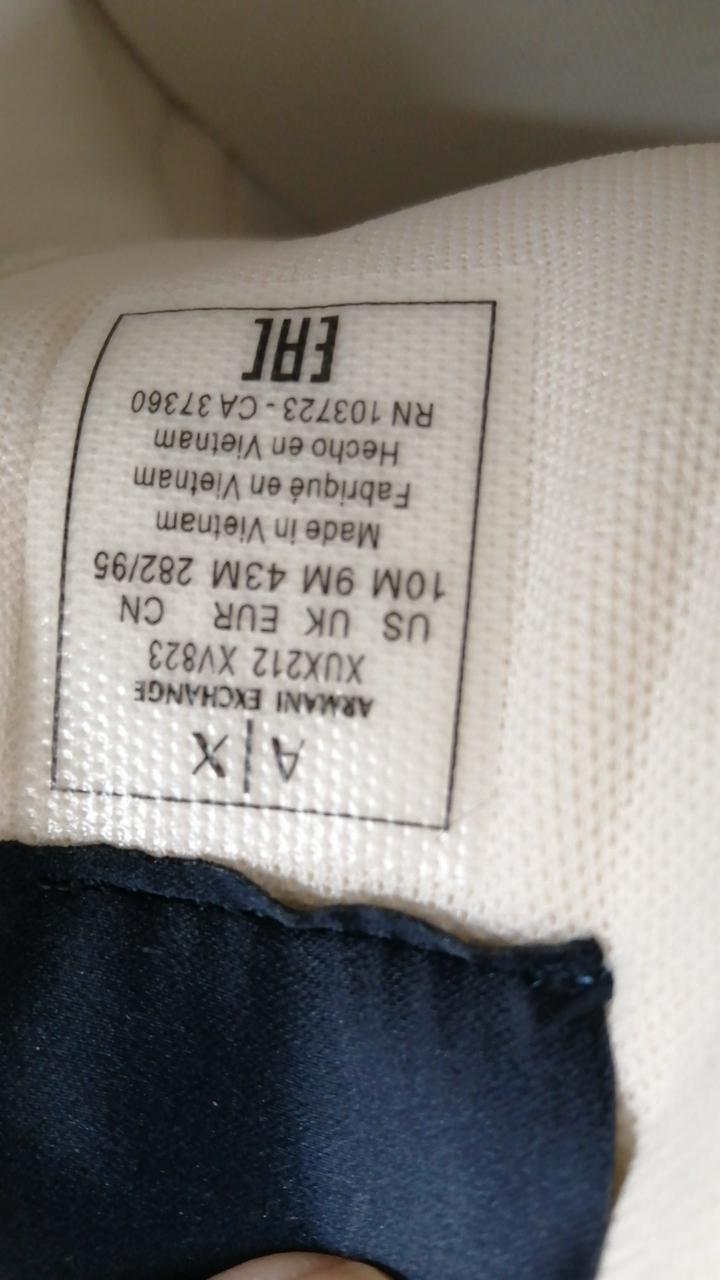 A|X
ARMANI EXCHANGE
XUX212 XV823
US UK EUR CN
10M 9M 43M 282/95
Made in Vietnam
Fabriqué en Vietnam
Hecho en Vietnam
RN 103723 - CA 37360
EAC